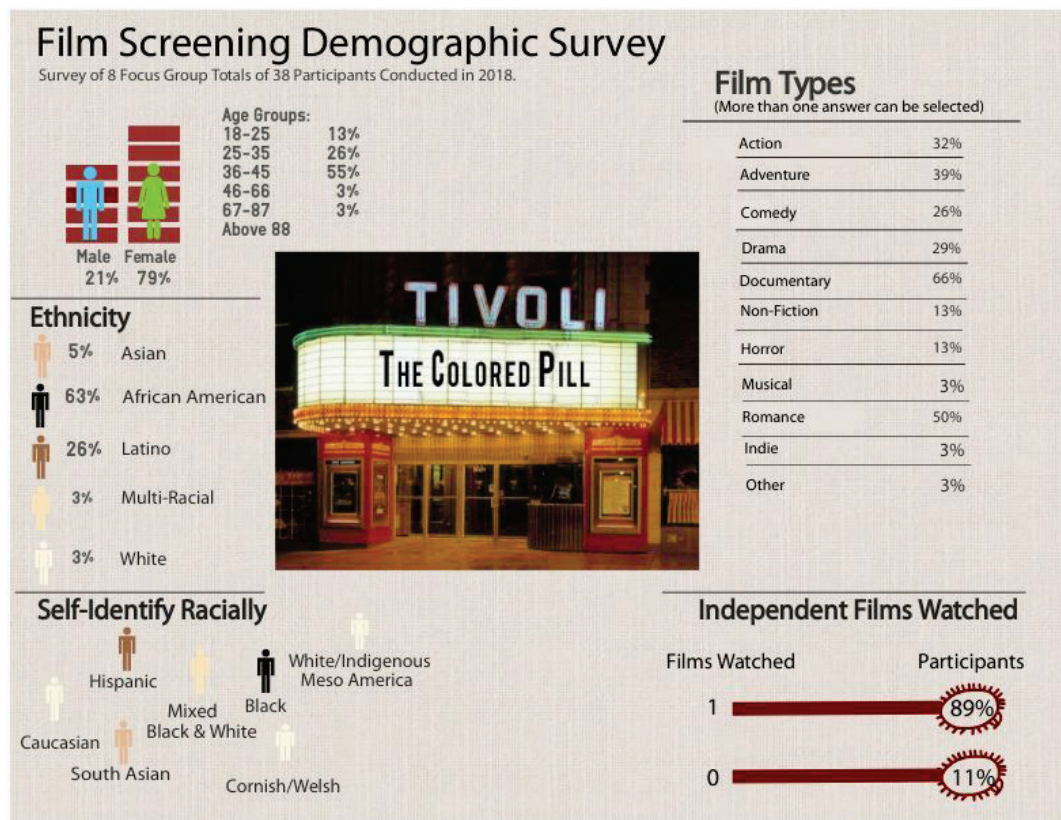 Film Screening Demographic Survey
Survey of 8 Focus Group Totals of 38 Participants Conducted in 2018.
Age Groups:
18-25 13%
25-35 26%
36-45 55%
46-66 3%
67-87 3%
Above 88
Male Female
21% 79%
Ethnicity
5% Asian
63% African American
26% Latino
3% Multi-Racial
3% White
TIVOLI
THE COLORED PILL
Film Types
(More than one answer can be selected)
Action 32%
Adventure 39%
Comedy 26%
Drama 29%
Documentary 66%
Non-Fiction 13%
Horror 13%
Musical 3%
Romance 50%
Indie 3%
Other 3%
Self-Identify Racially
Hispanic
White/Indigenous
Meso America
Mixed
Black & White
Black
Caucasian
South Asian
Cornish/Welsh
Independent Films Watched
Films Watched Participants
1 89%
0 11%